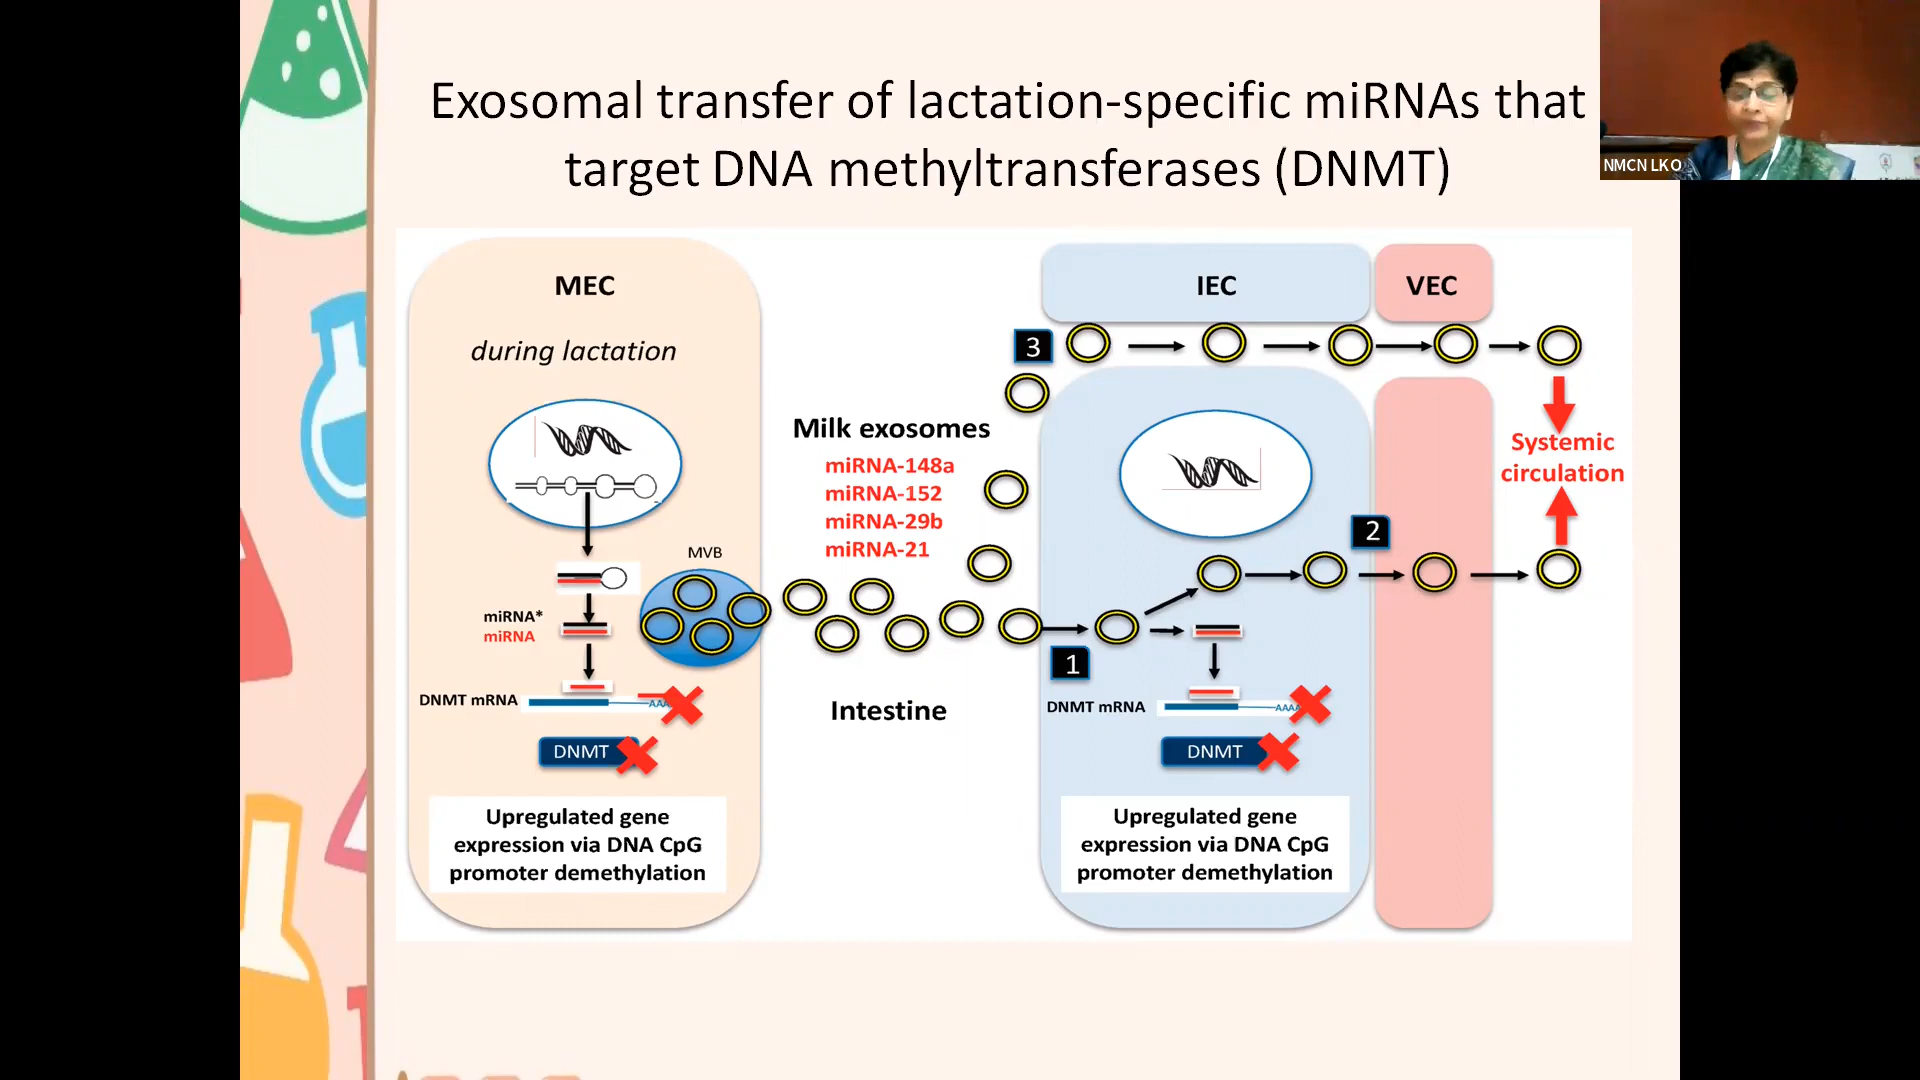 Exosomal transfer of lactation-specific miRNAs that
target DNA methyltransferases (DNMT)
NMCN LKO
MEC
during lactation
MVB
miRNA*
miRNA
DNMT mRNA
AAA
DNMT
Upregulated gene
expression via DNA CpG
promoter demethylation
Milk exosomes
miRNA-148a
miRNA-152
miRNA-29b
miRNA-21
Intestine
IEC
VEC
3
2
1
DNMT mRNA
AAAA
DNMT
Upregulated gene
expression via DNA CpG
promoter demethylation
Systemic
circulation